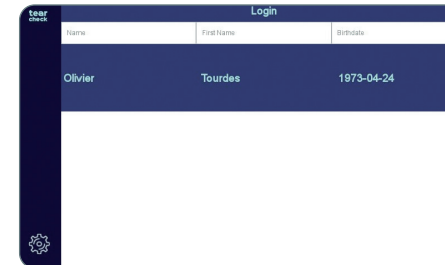 tear
check
Login
Name First Name Birthdate
Olivier Tourdes 1973-04-24